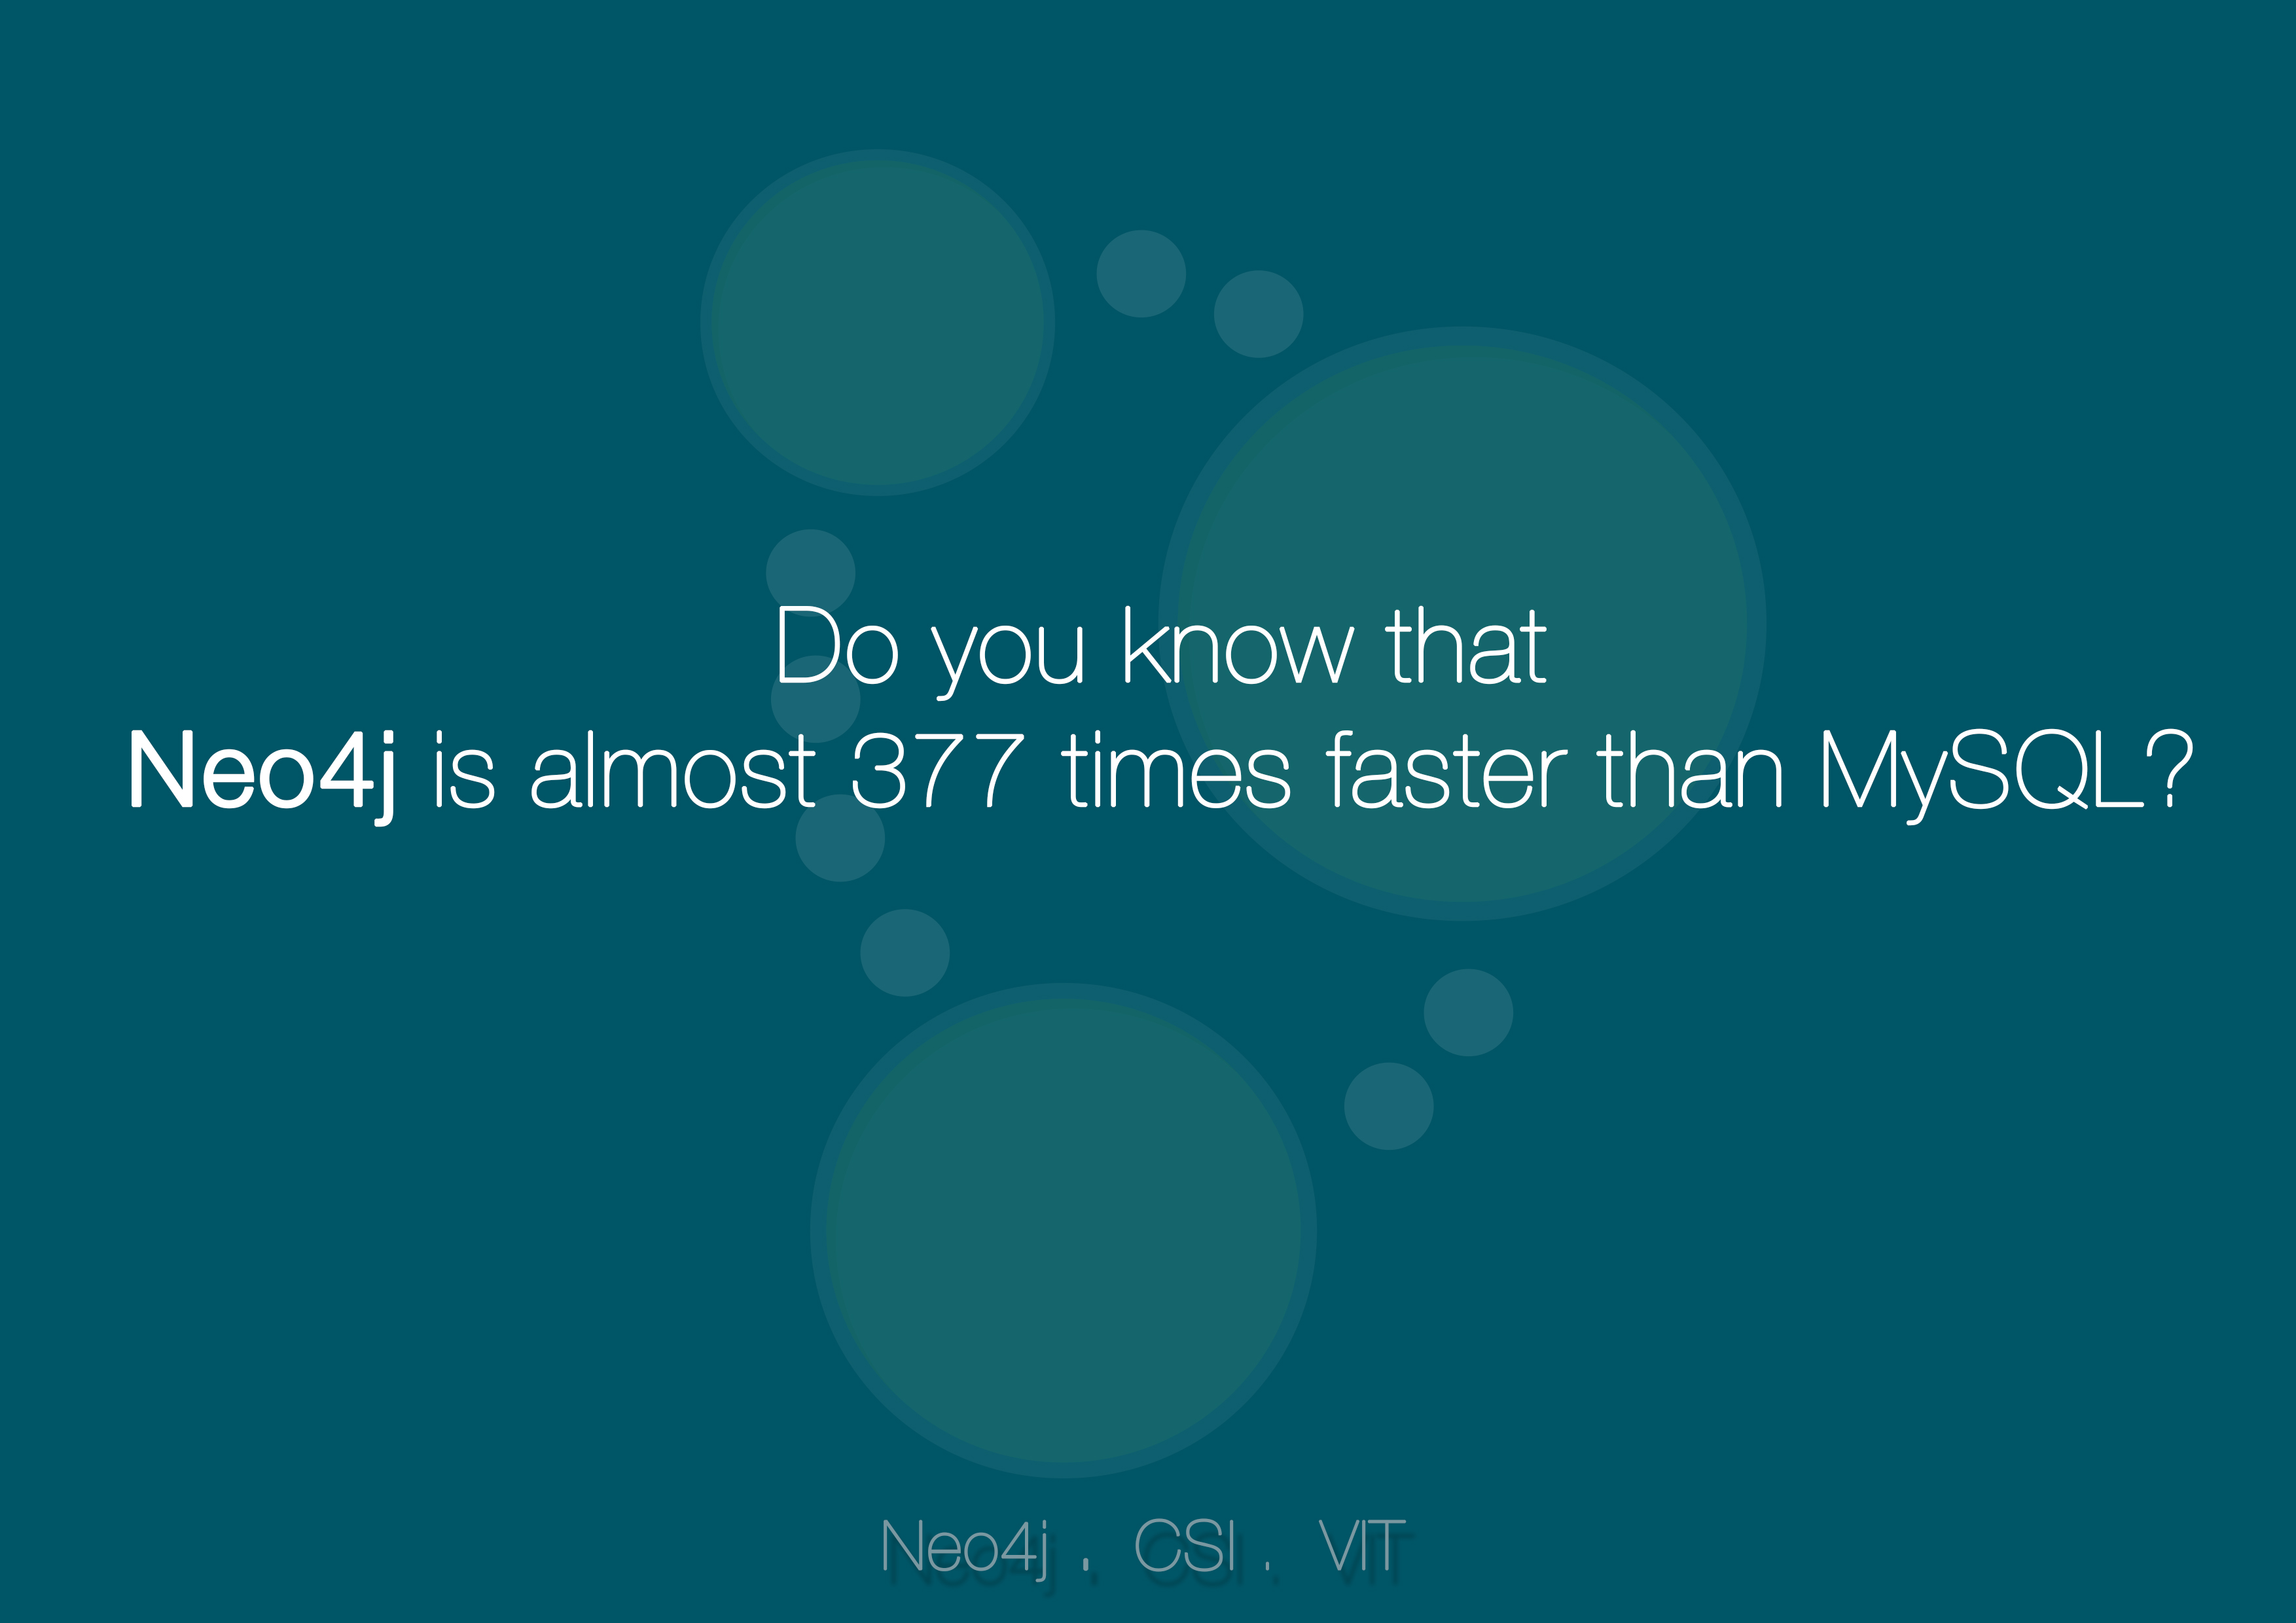 Do you know that
Neo4j is almost 377 times faster than MySQL?
Neo4j . CSI . VIT